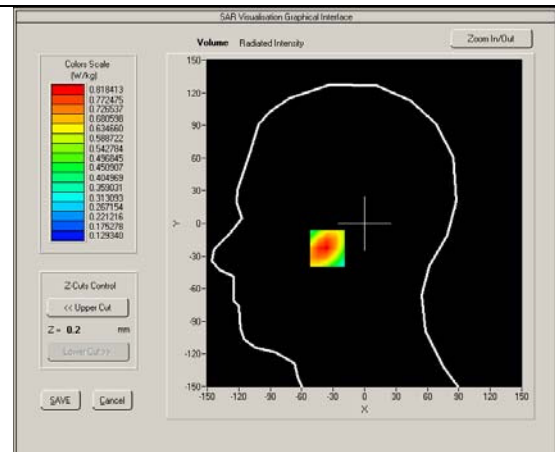 SAR Visualisation Graphical Interface
Volume Radiated Intensity
Zoom In/Out
Colors Scale
(W/kg)
0.818413
0.772475
0.726537
0.680598
0.634660
0.588722
0.542784
0.496845
0.450907
0.404969
0.359031
0.313093
0.267154
0.221216
0.175278
0.129340
Z-Cuts Control
<< Upper Cut
Z = 0.2 mm
Lower Cut >>
SAVE Cancel
150-
120-
90-
60-
30-
0-
-30-
-60-
-90-
-120-
-150-
Y
-150 -120 -90 -60 -30 0 30 60 90 120 150
X